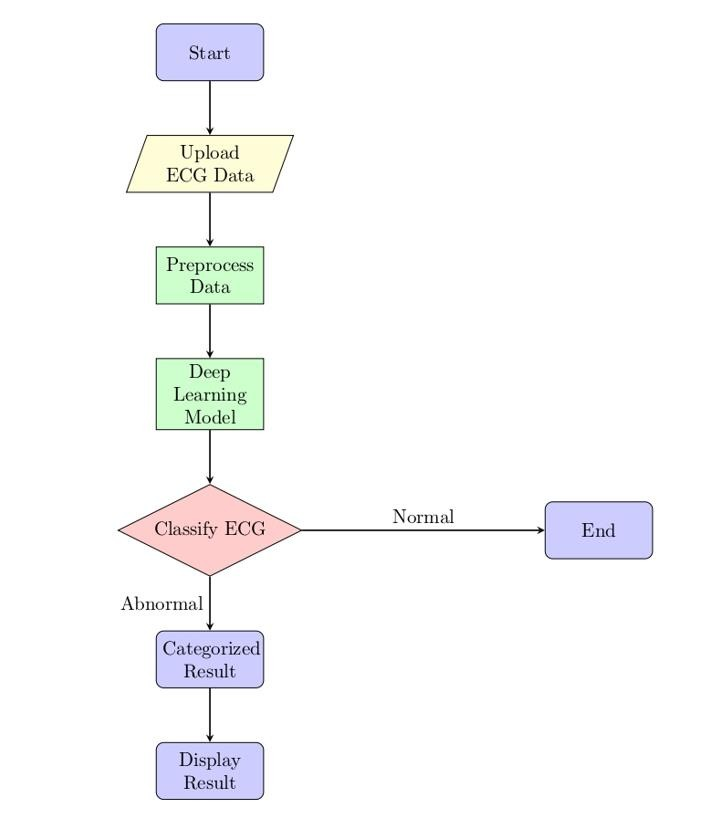 Start
Upload
ECG Data
Preprocess
Data
Deep
Learning
Model
Classify ECG
Normal
End
Abnormal
Categorized
Result
Display
Result